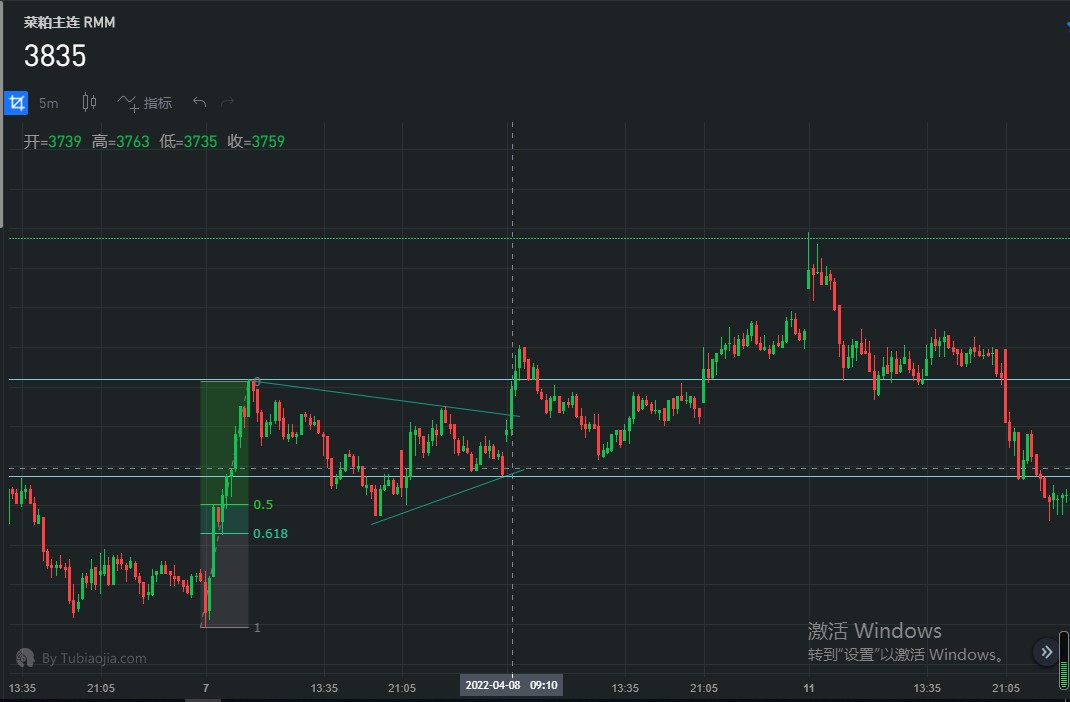 菜粕主连 RMM
3835
5m 指标
开=3739 高=3763 低=3735 收=3759
0
0.5
0.618
1
激活 Windows
转到“设置”以激活 Windows。
By Tubiaojia.com
13:35 21:05 7 13:35 21:05 2022-04-08 09:10 13:35 21:05 11 13:35 21:05